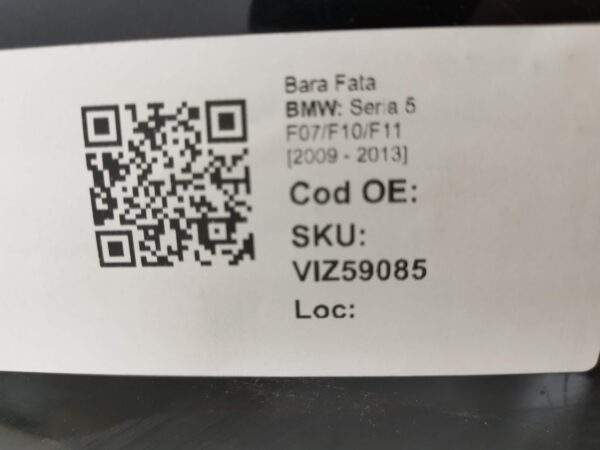 Bara Fata
BMW: Seria 5
F07/F10/F11
[2009 - 2013]
Cod OE:
SKU:
VIZ59085
Loc: